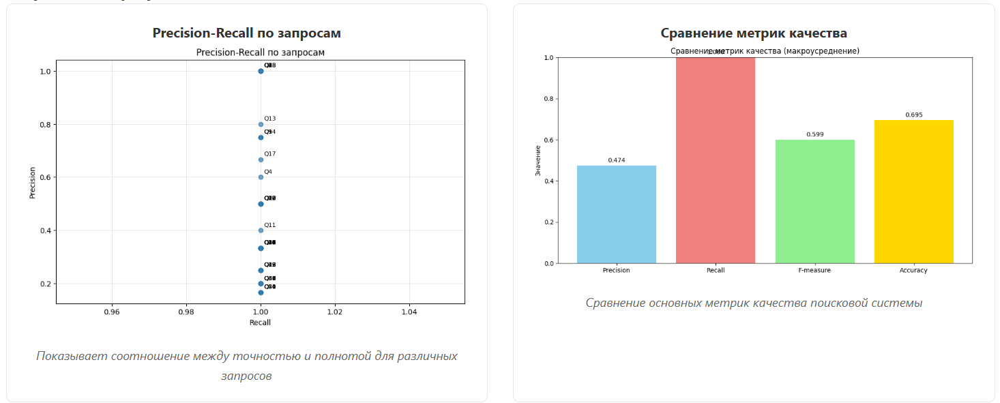 Precision-Recall по запросам
Precision-Recall по запросам
Precision
1.0
0.8
0.6
0.4
0.2
Q13
Q17
Q4
Q11
0.96
0.98
1.00
1.02
1.04
Recall
Показывает соотношение между точностью и полнотой для различных
запросов
Сравнение метрик качества
Сравнение метрик качества (макроусреднение)
Значение
1.0
0.8
0.6
0.4
0.2
0.0
0.474
0.599
0.695
Precision
Recall
F-measure
Accuracy
Сравнение основных метрик качества поисковой системы